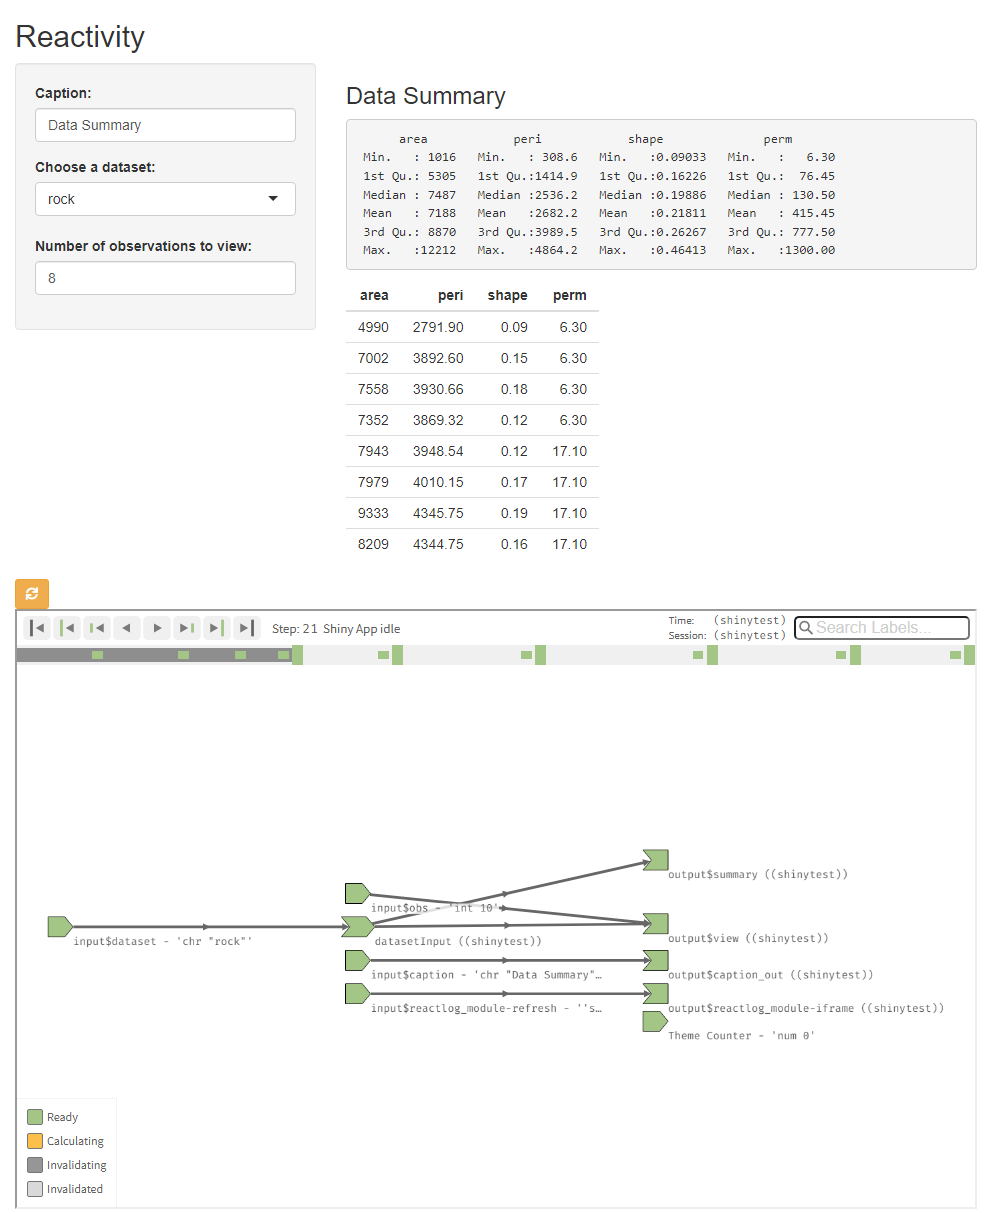 Reactivity
Caption:
Data Summary
Choose a dataset:
rock
Number of observations to view:
8
Data Summary
area peri shape perm
Min. : 1016 Min. : 308.6 Min. :0.09033 Min. : 6.30
1st Qu.: 5305 1st Qu.:1414.9 1st Qu.:0.16226 1st Qu.: 76.45
Median : 7487 Median :2536.2 Median :0.19886 Median : 130.50
Mean : 7188 Mean :2682.2 Mean :0.21811 Mean : 415.45
3rd Qu.: 8870 3rd Qu.:3989.5 3rd Qu.:0.26267 3rd Qu.: 777.50
Max. :12212 Max. :4864.2 Max. :0.46413 Max. :1300.00
area peri shape perm
4990 2791.90 0.09 6.30
7002 3892.60 0.15 6.30
7558 3930.66 0.18 6.30
7352 3869.32 0.12 6.30
7943 3948.54 0.12 17.10
7979 4010.15 0.17 17.10
9333 4345.75 0.19 17.10
8209 4344.75 0.16 17.10
Step: 21 Shiny App idle
Time: (shinytest)
Session: (shinytest)
Search Labels...
output$summary ((shinytest))
input$obs - 'int 10'
output$view ((shinytest))
input$dataset - 'chr "rock"'
datasetInput ((shinytest))
input$caption - 'chr "Data Summary"…
output$caption_out ((shinytest))
input$reactlog_module-refresh - ''s…
output$reactlog_module-iframe ((shinytest))
Theme Counter - 'num 0'
Ready
Calculating
Invalidating
Invalidated